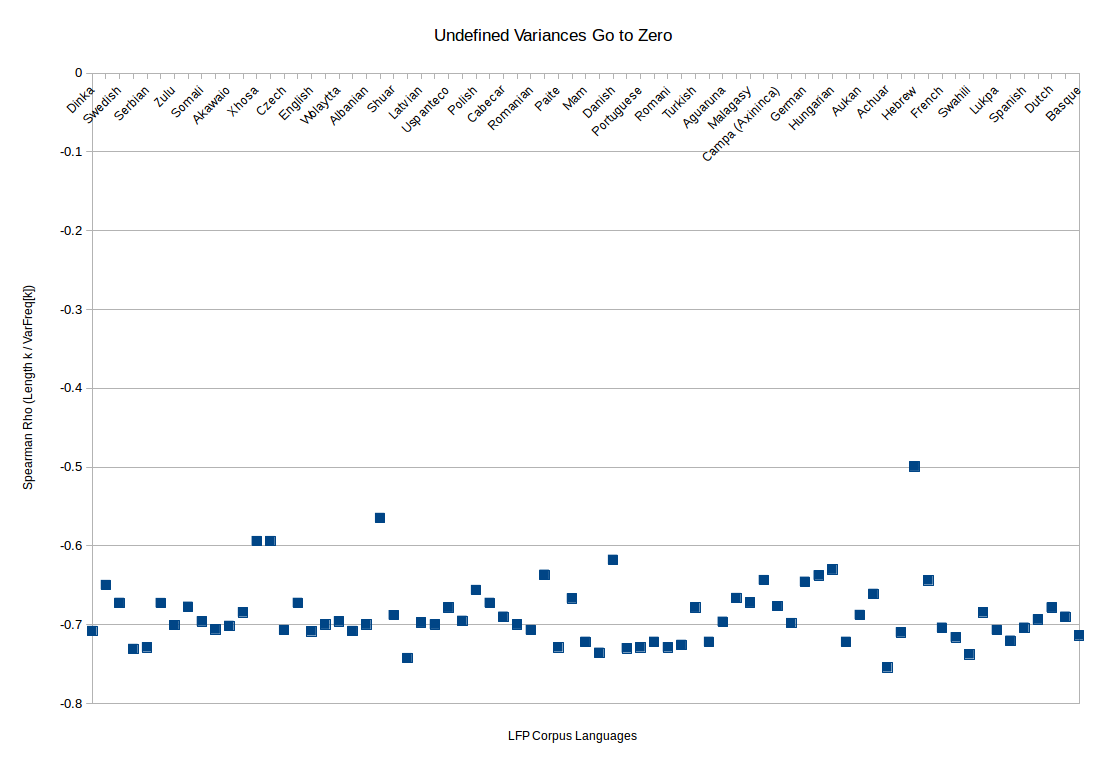 Undefined Variances Go to Zero
0
-0.1
-0.2
-0.3
-0.4
-0.5
-0.6
-0.7
-0.8
Dinka
Swedish
Serbian
Zulu
Somali
Akawaio
Xhosa
Czech
English
Wolaytta
Albanian
Shuar
Latvian
Uspanteco
Polish
Cabecar
Romanian
Paite
Mam
Danish
Portuguese
Romani
Turkish
Aguaruna
Malagasy
Campa (Axininca)
German
Hungarian
Aukan
Achuar
Hebrew
French
Swahili
Lukpa
Spanish
Dutch
Basque
Spearman Rho (Length k / VarFreq[k])
LFP Corpus Languages